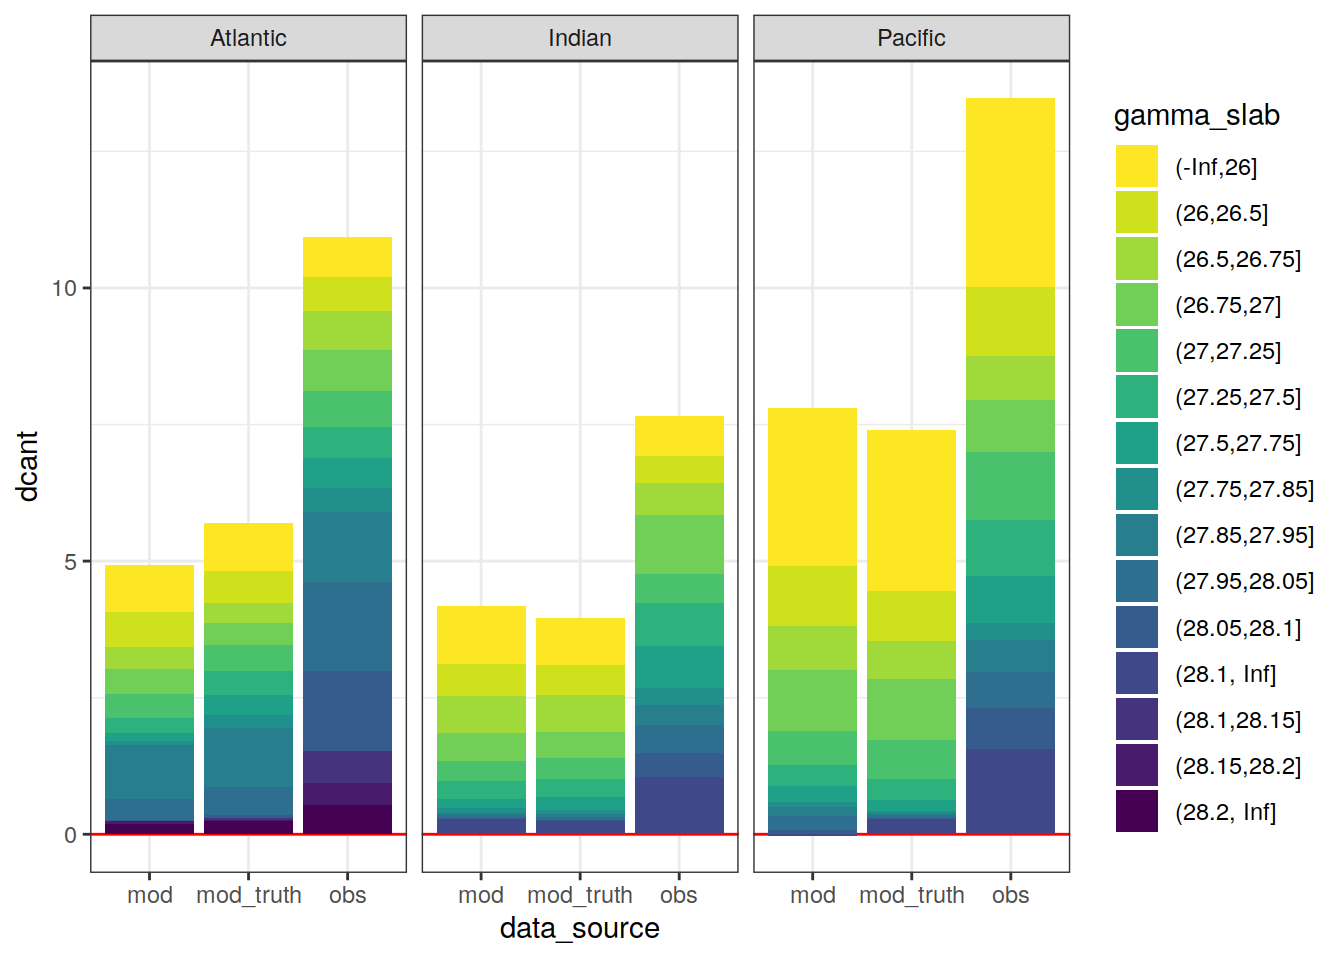 Atlantic
Indian
Pacific
dcant
10
5
0
mod
mod_truth
obs
mod
mod_truth
obs
mod
mod_truth
obs
data_source
gamma_slab
(-Inf,26]
(26,26.5]
(26.5,26.75]
(26.75,27]
(27,27.25]
(27.25,27.5]
(27.5,27.75]
(27.75,27.85]
(27.85,27.95]
(27.95,28.05]
(28.05,28.1]
(28.1, Inf]
(28.1,28.15]
(28.15,28.2]
(28.2, Inf]